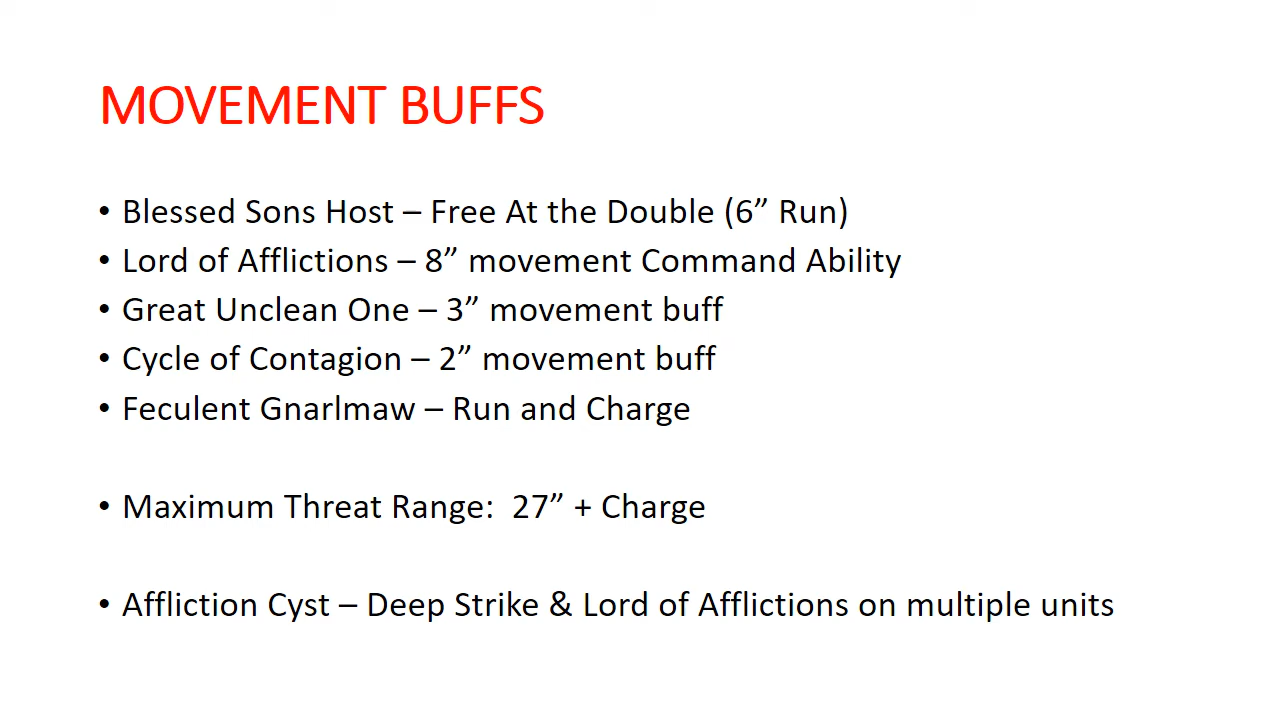 MOVEMENT BUFFS
• Blessed Sons Host – Free At the Double (6” Run)
• Lord of Afflictions – 8” movement Command Ability
• Great Unclean One – 3” movement buff
• Cycle of Contagion – 2” movement buff
• Feculent Gnarlmaw – Run and Charge
• Maximum Threat Range:  27” + Charge
• Affliction Cyst – Deep Strike & Lord of Afflictions on multiple units